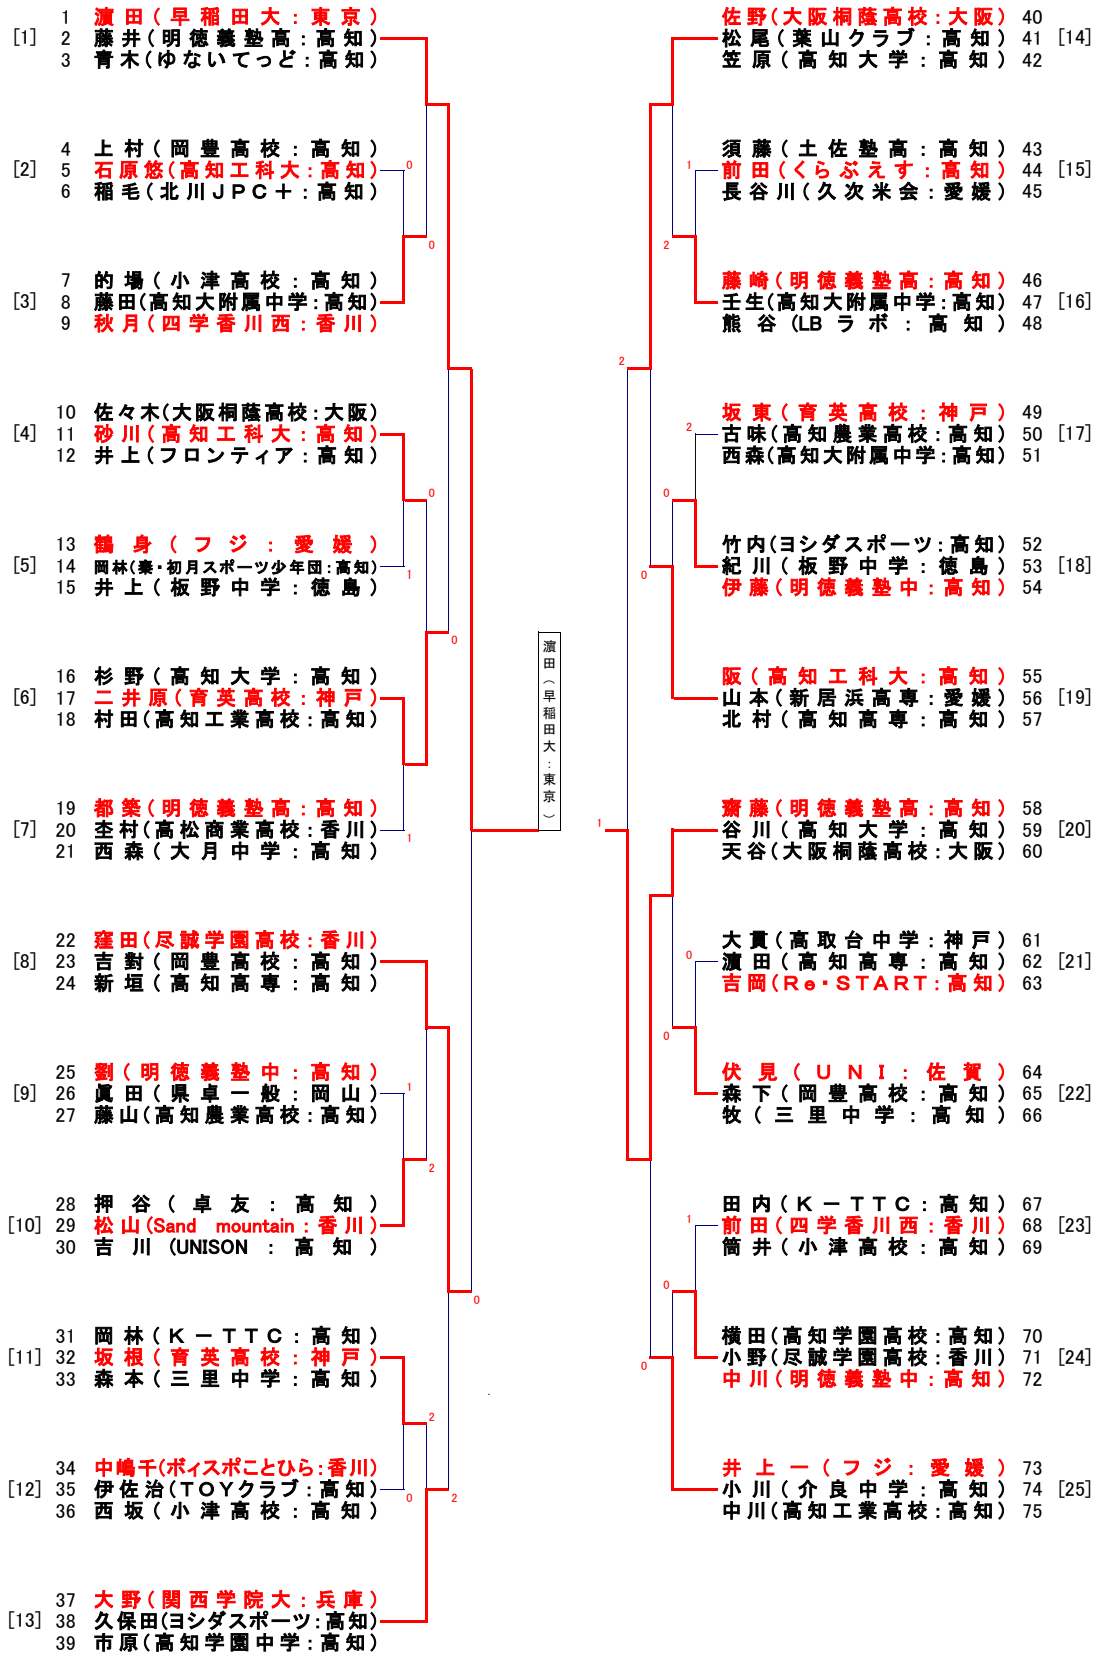 1 濵田(早稲田大:東京)
[1] 2 藤井(明徳義塾高:高知)
3 青木(ゆないてっど:高知)
4 上村(岡豊高校:高知)
[2] 5 石原悠(高知工科大:高知) 0
6 稲毛(北川JPC+:高知)
0
7 的場(小津高校:高知)
[3] 8 藤田(高知大附属中学:高知)
9 秋月(四学香川西:香川)
10 佐々木(大阪桐蔭高校:大阪)
[4] 11 砂川(高知工科大:高知)
12 井上(フロンティア:高知)
0
13 鶴身(フジ:愛媛)
[5] 14 岡林(秦・初月スポーツ少年団:高知) 1
15 井上(板野中学:徳島)
0
16 杉野(高知大学:高知)
[6] 17 二井原(育英高校:神戸)
18 村田(高知工業高校:高知)
19 都築(明徳義塾高:高知)
[7] 20 杢村(高松商業高校:香川) 1
21 西森(大月中学:高知)
22 窪田(尽誠学園高校:香川)
[8] 23 吉對(岡豊高校:高知)
24 新垣(高知高専:高知)
25 劉(明徳義塾中:高知)
[9] 26 眞田(県卓一般:岡山) 1
27 藤山(高知農業高校:高知)
2
28 押谷(卓友:高知)
[10] 29 松山(Sand mountain:香川)
30 吉川(UNISON:高知)
0
31 岡林(K-TTC:高知)
[11] 32 坂根(育英高校:神戸)
33 森本(三里中学:高知)
2
34 中嶋千(ボィスポことひら:香川)
[12] 35 伊佐治(TOYクラブ:高知) 0 2
36 西坂(小津高校:高知)
37 大野(関西学院大:兵庫)
[13] 38 久保田(ヨシダスポーツ:高知)
39 市原(高知学園中学:高知)
濵田(早稲田大:東京)
佐野(大阪桐蔭高校:大阪) 40
松尾(葉山クラブ:高知) 41 [14]
笠原(高知大学:高知) 42
須藤(土佐塾高:高知) 43
1 前田(くらぶえす:高知) 44 [15]
長谷川(久次米会:愛媛) 45
2
藤崎(明徳義塾高:高知) 46
壬生(高知大附属中学:高知) 47 [16]
熊谷(LBラボ:高知) 48
2
坂東(育英高校:神戸) 49
2 古味(高知農業高校:高知) 50 [17]
西森(高知大附属中学:高知) 51
0
竹内(ヨシダスポーツ:高知) 52
紀川(板野中学:徳島) 53 [18]
0 伊藤(明徳義塾中:高知) 54
阪(高知工科大:高知) 55
山本(新居浜高専:愛媛) 56 [19]
北村(高知高専:高知) 57
齋藤(明徳義塾高:高知) 58
1 谷川(高知大学:高知) 59 [20]
天谷(大阪桐蔭高校:大阪) 60
大貫(高取台中学:神戸) 61
0 濵田(高知高専:高知) 62 [21]
吉岡(Re・START:高知) 63
0
伏見(UNI:佐賀) 64
森下(岡豊高校:高知) 65 [22]
牧(三里中学:高知) 66
田内(K-TTC:高知) 67
1 前田(四学香川西:香川) 68 [23]
筒井(小津高校:高知) 69
0
横田(高知学園高校:高知) 70
0 小野(尽誠学園高校:香川) 71 [24]
中川(明徳義塾中:高知) 72
井上一(フジ:愛媛) 73
小川(介良中学:高知) 74 [25]
中川(高知工業高校:高知) 75